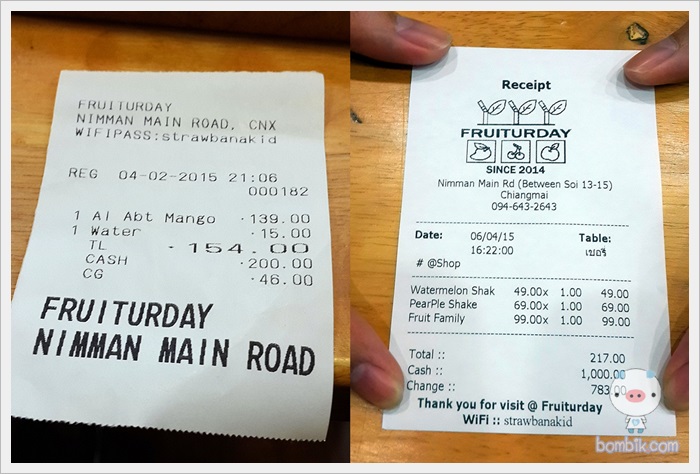 FRUITURDAY
NIMMAN MAIN ROAD, CNX
WIFIPASS:strawbanakid
REG 04-02-2015 21:06
000182
1 Al Abt Mango ·139.00
1 Water ·15.00
TL ·154.00
CASH ·200.00
CG ·46.00
FRUITURDAY
NIMMAN MAIN ROAD
Receipt
FRUITURDAY
SINCE 2014
Nimman Main Rd (Between Soi 13-15)
Chiangmai
094-643-2643
Date: 06/04/15 Table:
16:22:00 เชอรี่
# @Shop
Watermelon Shak 49.00x 1.00 49.00
PearPle Shake 69.00x 1.00 69.00
Fruit Family 99.00x 1.00 99.00
Total :: 217.00
Cash :: 1,000.00
Change :: 783.00
Thank you for visit @ Fruiturday
WiFi :: strawbanakid
bombik.com